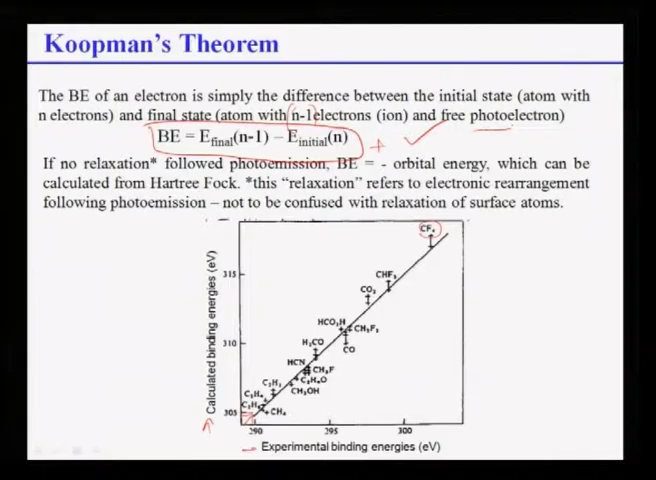 Koopman's Theorem
The BE of an electron is simply the difference between the initial state (atom with
n electrons) and final state (atom with n-1 electrons (ion) and free photoelectron)
BE = Efinal(n-1) – Einitial(n)
If no relaxation* followed photoemission, BE = - orbital energy, which can be
calculated from Hartree Fock. *this "relaxation" refers to electronic rearrangement
following photoemission – not to be confused with relaxation of surface atoms.
CF₄
315
CHF₃
CO₂
HCO₂H
CH₂F₂
310
H₂CO
CO
HCN
CH₃F
C₂H₂
C₂H₄O
CH₃OH
C₂H₄
C₂H₆
CH₄
305
290
295
300
Calculated binding energies (eV)
Experimental binding energies (eV)